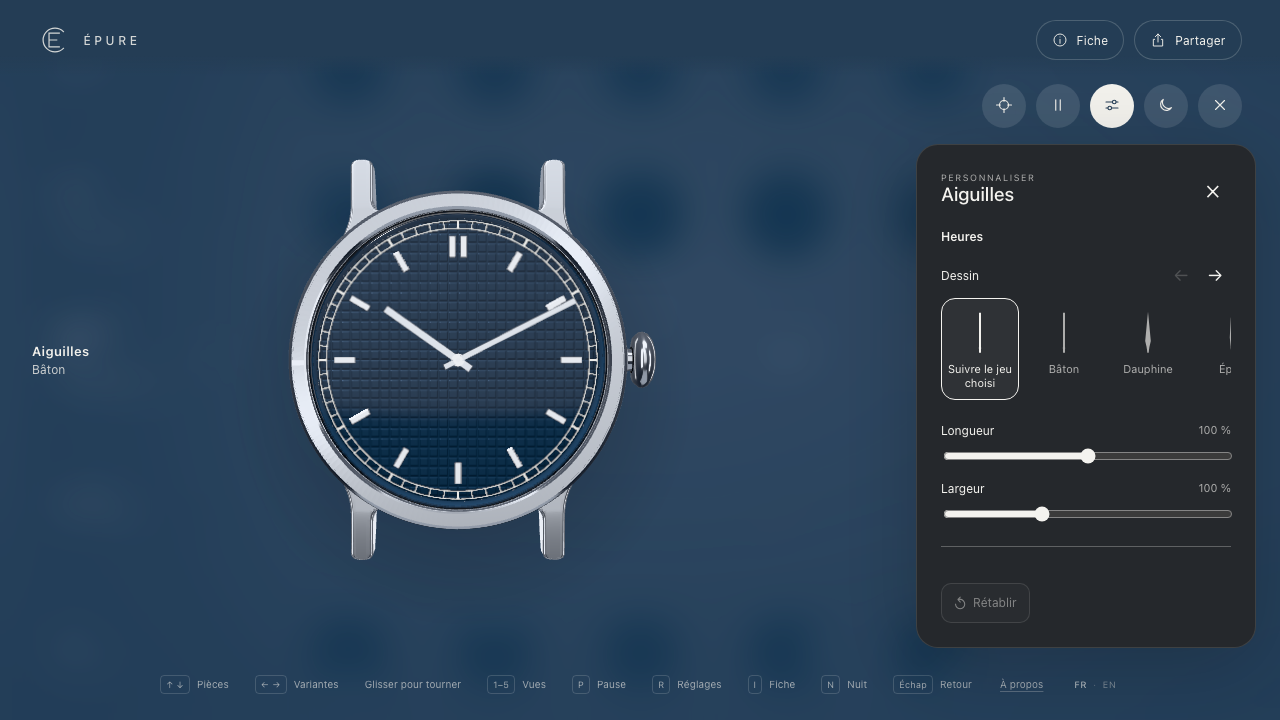 ÉPURE
Fiche
Partager
PERSONNALISER
Aiguilles
Heures
Dessin
Suivre le jeu
choisi
Bâton
Dauphine
Ép
Longueur
100 %
Largeur
100 %
Rétablir
Aiguilles
Bâton
↑ ↓ Pièces
← → Variantes
Glisser pour tourner
1–5 Vues
P Pause
R Réglages
I Fiche
N Nuit
Échap Retour
À propos
FR · EN